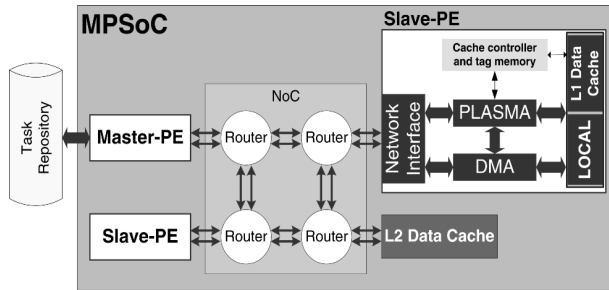 MPSoC
Slave-PE
Cache controller
and tag memory
L1 Data
Cache
NoC
Task
Repository
Master-PE
Router
Router
Network
Interface
PLASMA
LOCAL
DMA
Slave-PE
Router
Router
L2 Data Cache